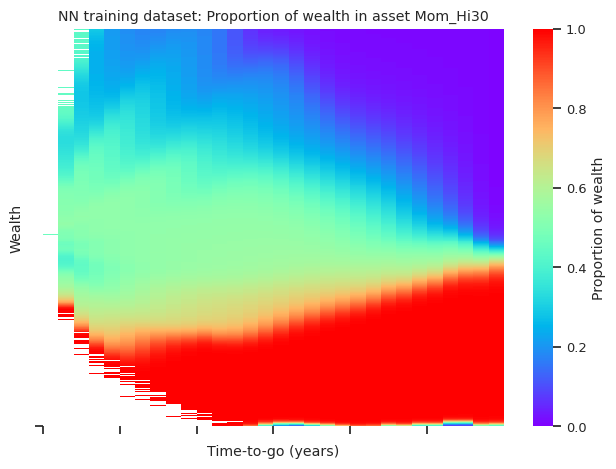 NN training dataset: Proportion of wealth in asset Mom_Hi30
Wealth
Time-to-go (years)
1.0
0.8
0.6
0.4
0.2
0.0
Proportion of wealth